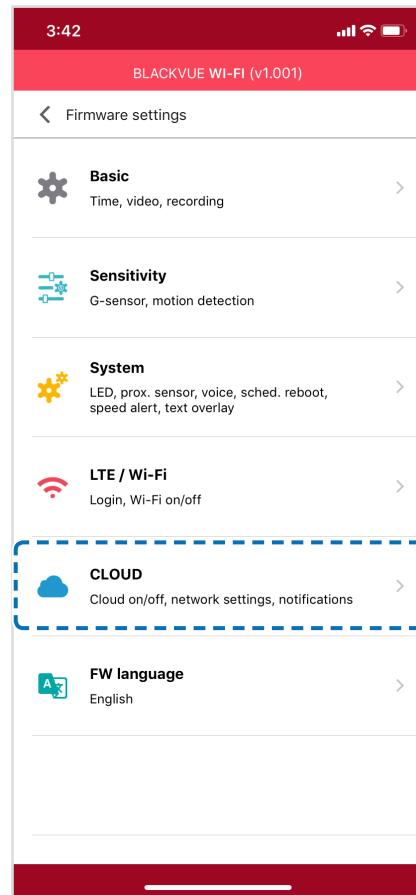 3:42
BLACKVUE WI-FI (v1.001)
Firmware settings
Basic
Time, video, recording
Sensitivity
G-sensor, motion detection
System
LED, prox. sensor, voice, sched. reboot,
speed alert, text overlay
LTE / Wi-Fi
Login, Wi-Fi on/off
CLOUD
Cloud on/off, network settings, notifications
FW language
English